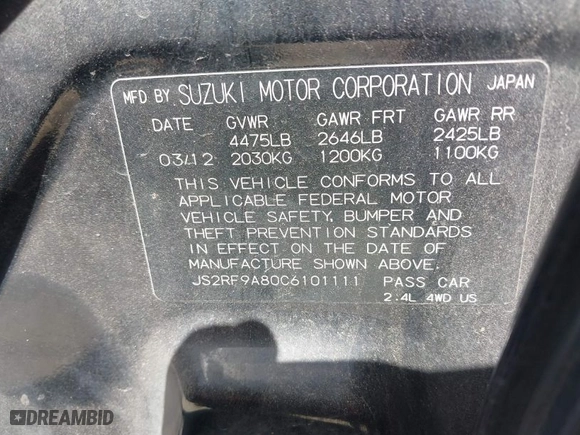 MFD BY SUZUKI MOTOR CORPORATION JAPAN
DATE GVWR GAWR FRT GAWR RR
4475LB 2646LB 2425LB
03/12 2030KG 1200KG 1100KG
THIS VEHICLE CONFORMS TO ALL
APPLICABLE FEDERAL MOTOR
VEHICLE SAFETY, BUMPER AND
THEFT PREVENTION STANDARDS
IN EFFECT ON THE DATE OF
MANUFACTURE SHOWN ABOVE.
JS2RF9A80C6101111 PASS CAR
2.4L 4WD US
DREAMBID